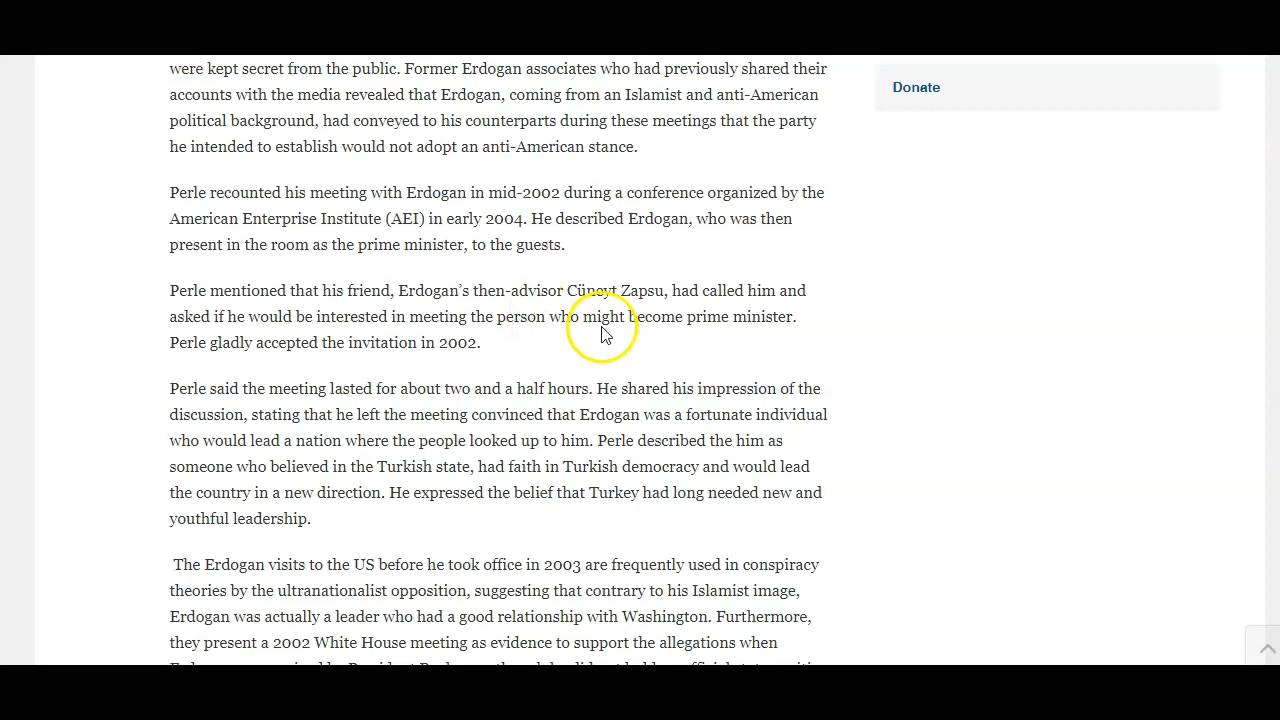 were kept secret from the public. Former Erdogan associates who had previously shared their
accounts with the media revealed that Erdogan, coming from an Islamist and anti-American
political background, had conveyed to his counterparts during these meetings that the party
he intended to establish would not adopt an anti-American stance.
Perle recounted his meeting with Erdogan in mid-2002 during a conference organized by the
American Enterprise Institute (AEI) in early 2004. He described Erdogan, who was then
present in the room as the prime minister, to the guests.
Perle mentioned that his friend, Erdogan's then-advisor Cüneyt Zapsu, had called him and
asked if he would be interested in meeting the person who might become prime minister.
Perle gladly accepted the invitation in 2002.
Perle said the meeting lasted for about two and a half hours. He shared his impression of the
discussion, stating that he left the meeting convinced that Erdogan was a fortunate individual
who would lead a nation where the people looked up to him. Perle described the him as
someone who believed in the Turkish state, had faith in Turkish democracy and would lead
the country in a new direction. He expressed the belief that Turkey had long needed new and
youthful leadership.
The Erdogan visits to the US before he took office in 2003 are frequently used in conspiracy
theories by the ultranationalist opposition, suggesting that contrary to his Islamist image,
Erdogan was actually a leader who had a good relationship with Washington. Furthermore,
they present a 2002 White House meeting as evidence to support the allegations when
Donate